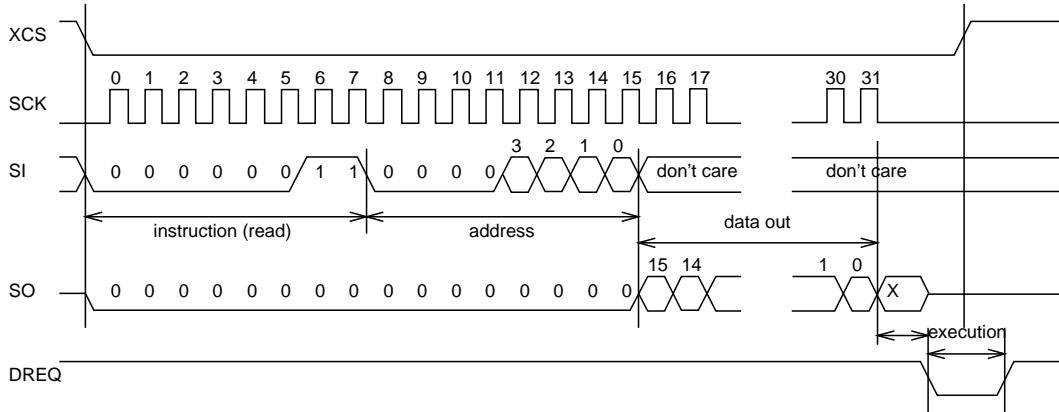 XCS
0 1 2 3 4 5 6 7 8 9 10 11 12 13 14 15 16 17 30 31
SCK
3 2 1 0
SI 0 0 0 0 0 0 1 1 0 0 0 0 don't care don't care
instruction (read) address data out
15 14 1 0
SO 0 0 0 0 0 0 0 0 0 0 0 0 0 0 0 0 X
execution
DREQ